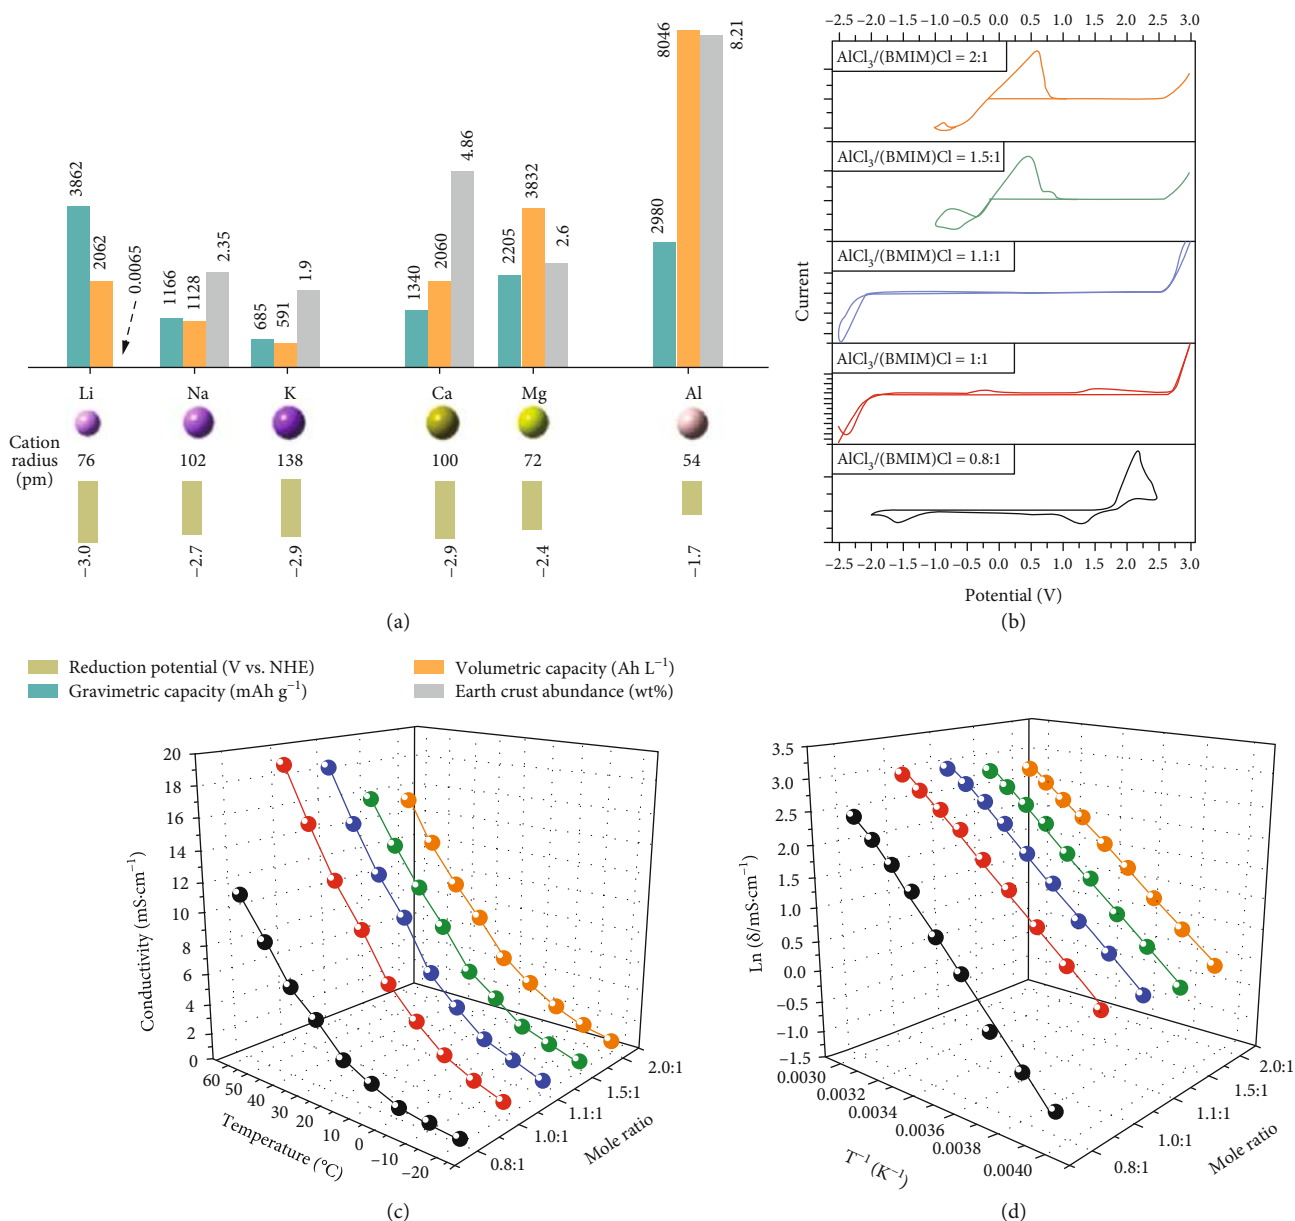 3862
2062
0.0065
1166
1128
2.35
685
591
1.9
1340
2060
4.86
2205
3832
2.6
2980
8046
8.21
Li Na K Ca Mg Al
Cation
radius
(pm)
76 102 138 100 72 54
−3.0 −2.7 −2.9 −2.9 −2.4 −1.7
(a)
Reduction potential (V vs. NHE)
Gravimetric capacity (mAh g⁻¹)
Volumetric capacity (Ah L⁻¹)
Earth crust abundance (wt%)
−2.5 −2.0 −1.5 −1.0 −0.5 0.0 0.5 1.0 1.5 2.0 2.5 3.0
AlCl₃/(BMIM)Cl = 2:1
AlCl₃/(BMIM)Cl = 1.5:1
AlCl₃/(BMIM)Cl = 1.1:1
AlCl₃/(BMIM)Cl = 1:1
AlCl₃/(BMIM)Cl = 0.8:1
Current
−2.5 −2.0 −1.5 −1.0 −0.5 0.0 0.5 1.0 1.5 2.0 2.5 3.0
Potential (V)
(b)
20
18
16
14
12
10
8
6
4
2
0
Conductivity (mS·cm⁻¹)
60
50
40
30
20
10
0
−10
−20
Temperature (°C)
0.8:1
1.0:1
1.1:1
1.5:1
2.0:1
Mole ratio
(c)
3.5
3.0
2.5
2.0
1.5
1.0
0.5
0.0
−0.5
−1.0
−1.5
Ln (δ/mS·cm⁻¹)
0.0030
0.0032
0.0034
0.0036
0.0038
0.0040
T⁻¹ (K⁻¹)
0.8:1
1.0:1
1.1:1
1.5:1
2.0:1
Mole ratio
(d)